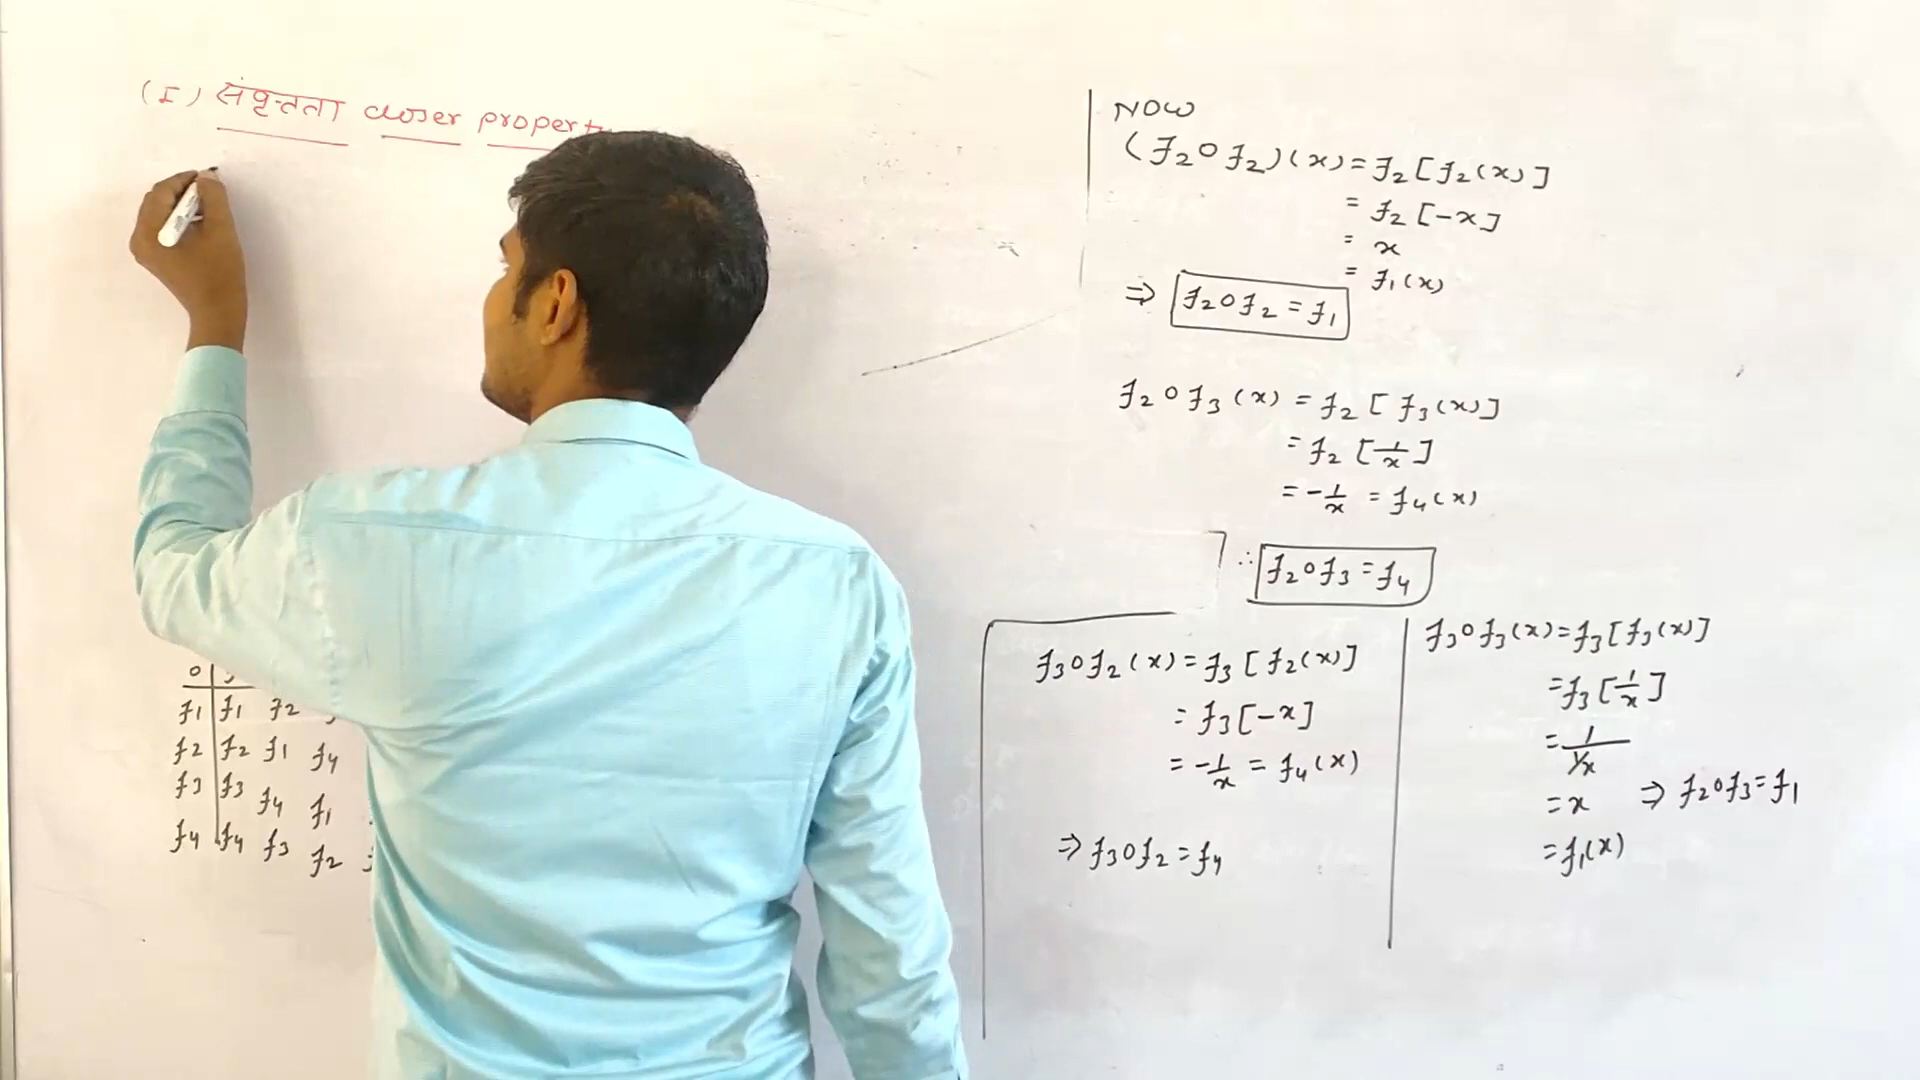 (I) संवृत्तता closer property
o
f1 f1 f2
f2 f2 f1 f4
f3 f3 f4 f1
f4 f4 f3 f2
NOW
(f2 o f2)(x) = f2[f2(x)]
= f2[-x]
= x
= f1(x)
⇒ f2 o f2 = f1
f2 o f3(x) = f2[f3(x)]
= f2[1/x]
= -1/x = f4(x)
∴ f2 o f3 = f4
f3 o f2(x) = f3[f2(x)]
= f3[-x]
= -1/x = f4(x)
⇒ f3 o f2 = f4
f3 o f3(x) = f3[f3(x)]
= f3[1/x]
= 1/1/x
= x ⇒ f2 o f3 = f1
= f1(x)